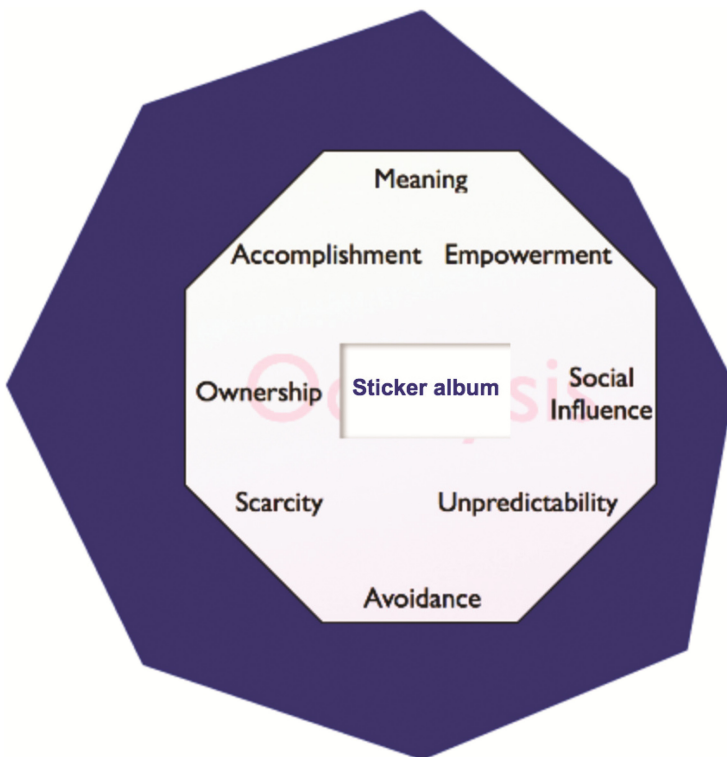 Meaning
Accomplishment Empowerment
Ownership
Sticker album
Social
Influence
Scarcity
Unpredictability
Avoidance